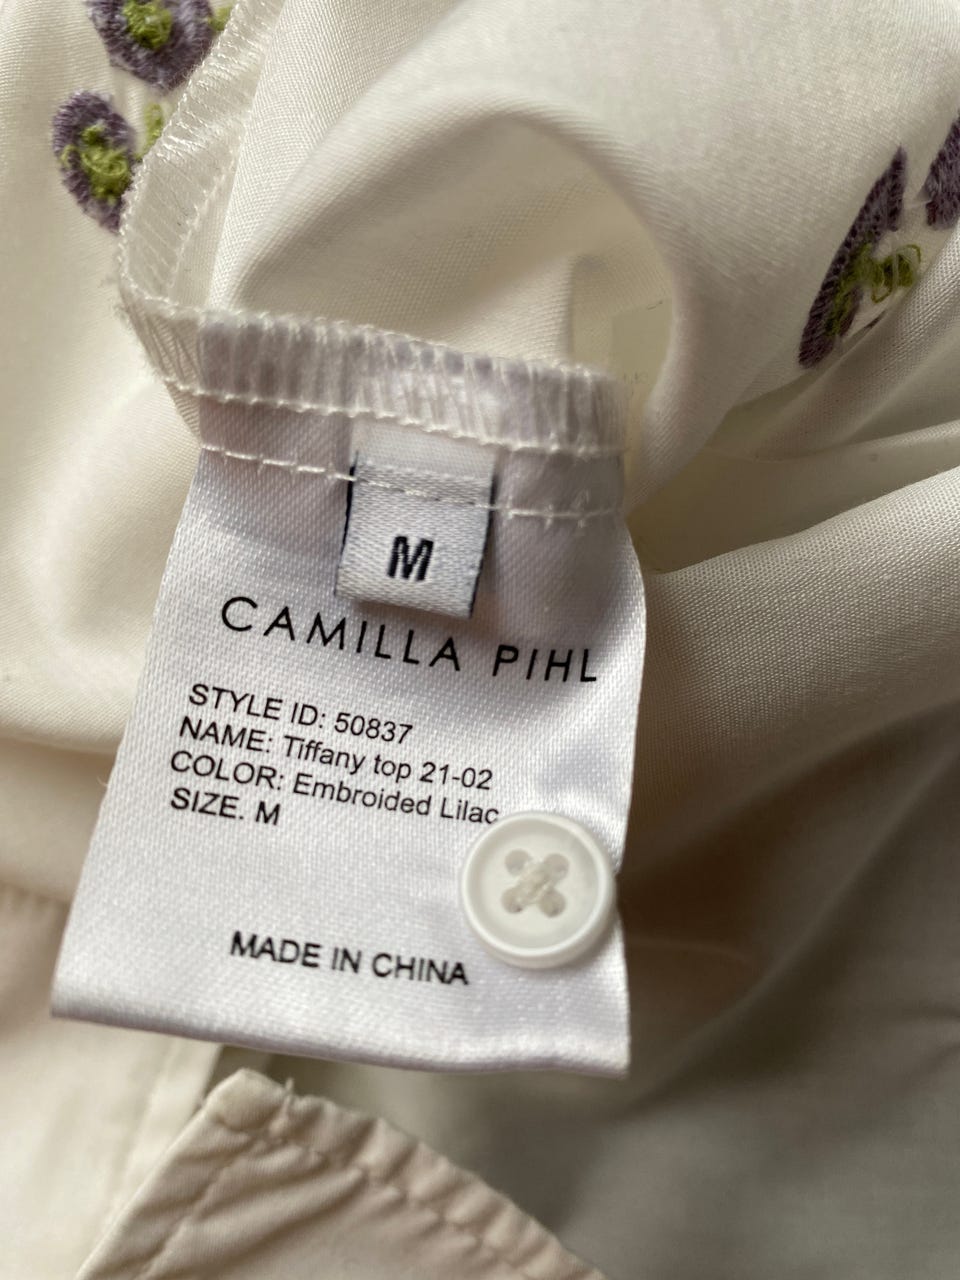 M
CAMILLA PIHL
STYLE ID: 50837
NAME: Tiffany top 21-02
COLOR: Embroided Lilac
SIZE. M
MADE IN CHINA